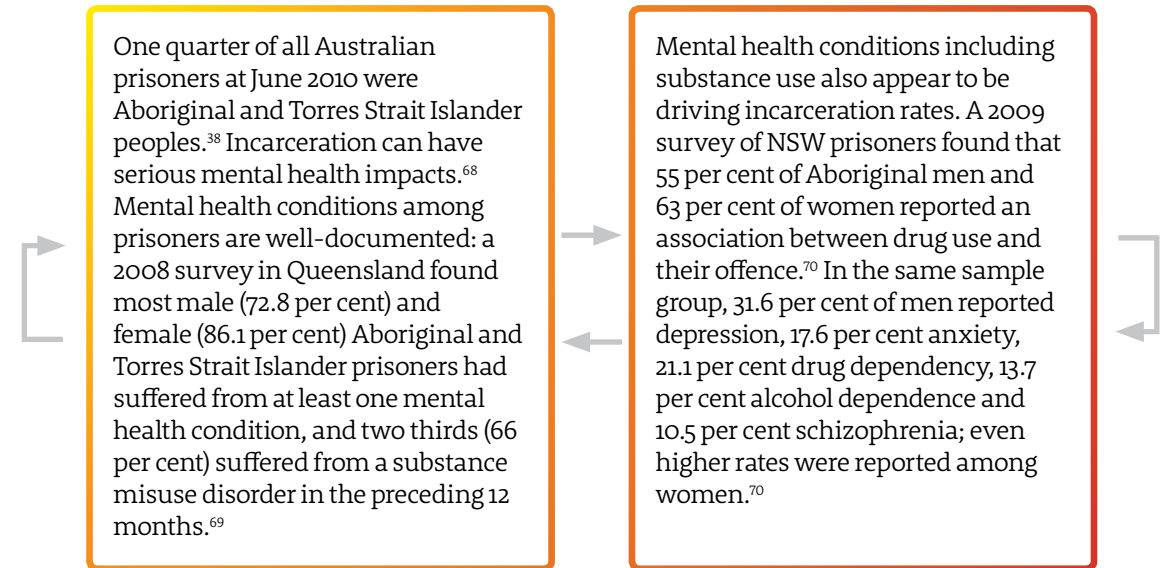 One quarter of all Australian
prisoners at June 2010 were
Aboriginal and Torres Strait Islander
peoples.38 Incarceration can have
serious mental health impacts.68
Mental health conditions among
prisoners are well-documented: a
2008 survey in Queensland found
most male (72.8 per cent) and
female (86.1 per cent) Aboriginal and
Torres Strait Islander prisoners had
suffered from at least one mental
health condition, and two thirds (66
per cent) suffered from a substance
misuse disorder in the preceding 12
months.69
Mental health conditions including
substance use also appear to be
driving incarceration rates. A 2009
survey of NSW prisoners found that
55 per cent of Aboriginal men and
63 per cent of women reported an
association between drug use and
their offence.70 In the same sample
group, 31.6 per cent of men reported
depression, 17.6 per cent anxiety,
21.1 per cent drug dependency, 13.7
per cent alcohol dependence and
10.5 per cent schizophrenia; even
higher rates were reported among
women.70